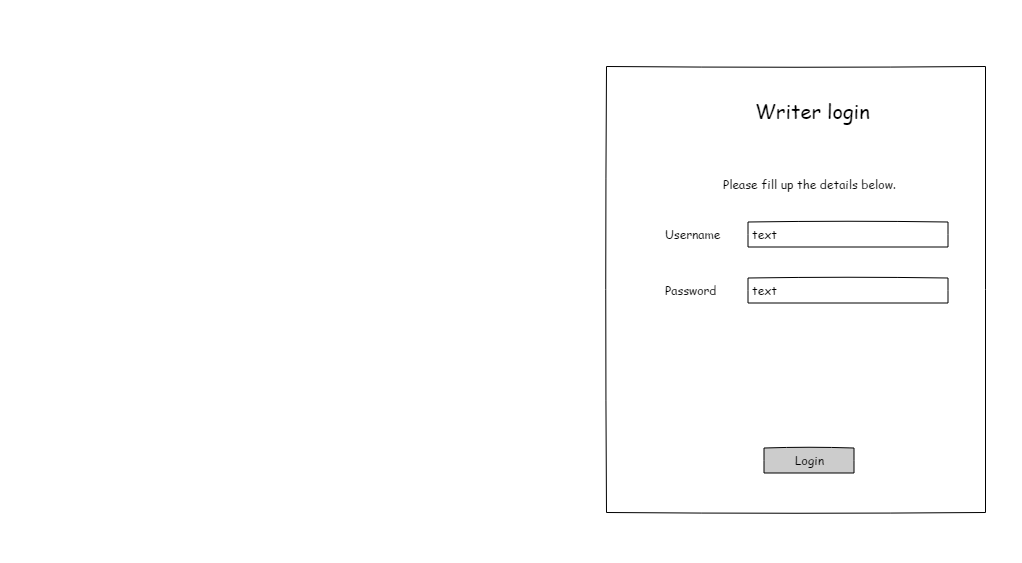 Writer login
Please fill up the details below.
Username text
Password text
Login